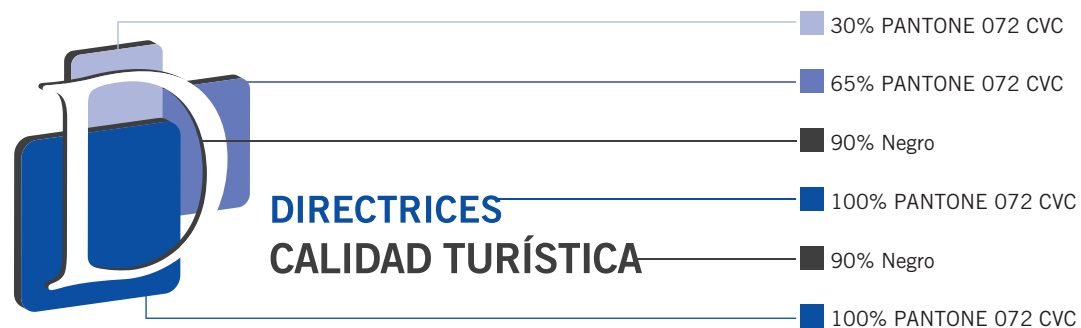 D
30% PANTONE 072 CVC
65% PANTONE 072 CVC
90% Negro
DIRECTRICES
100% PANTONE 072 CVC
CALIDAD TURÍSTICA
90% Negro
100% PANTONE 072 CVC